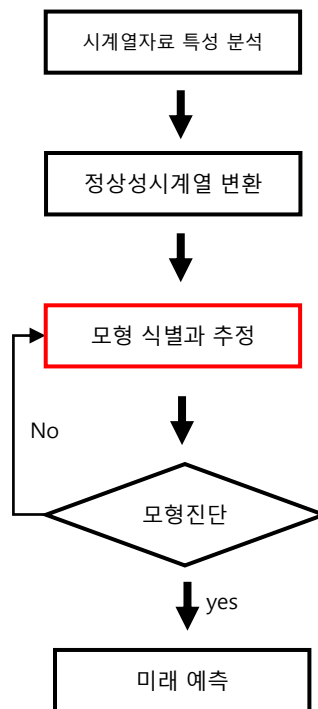 시계열자료 특성 분석
정상성시계열 변환
모형 식별과 추정
No
모형진단
yes
미래 예측